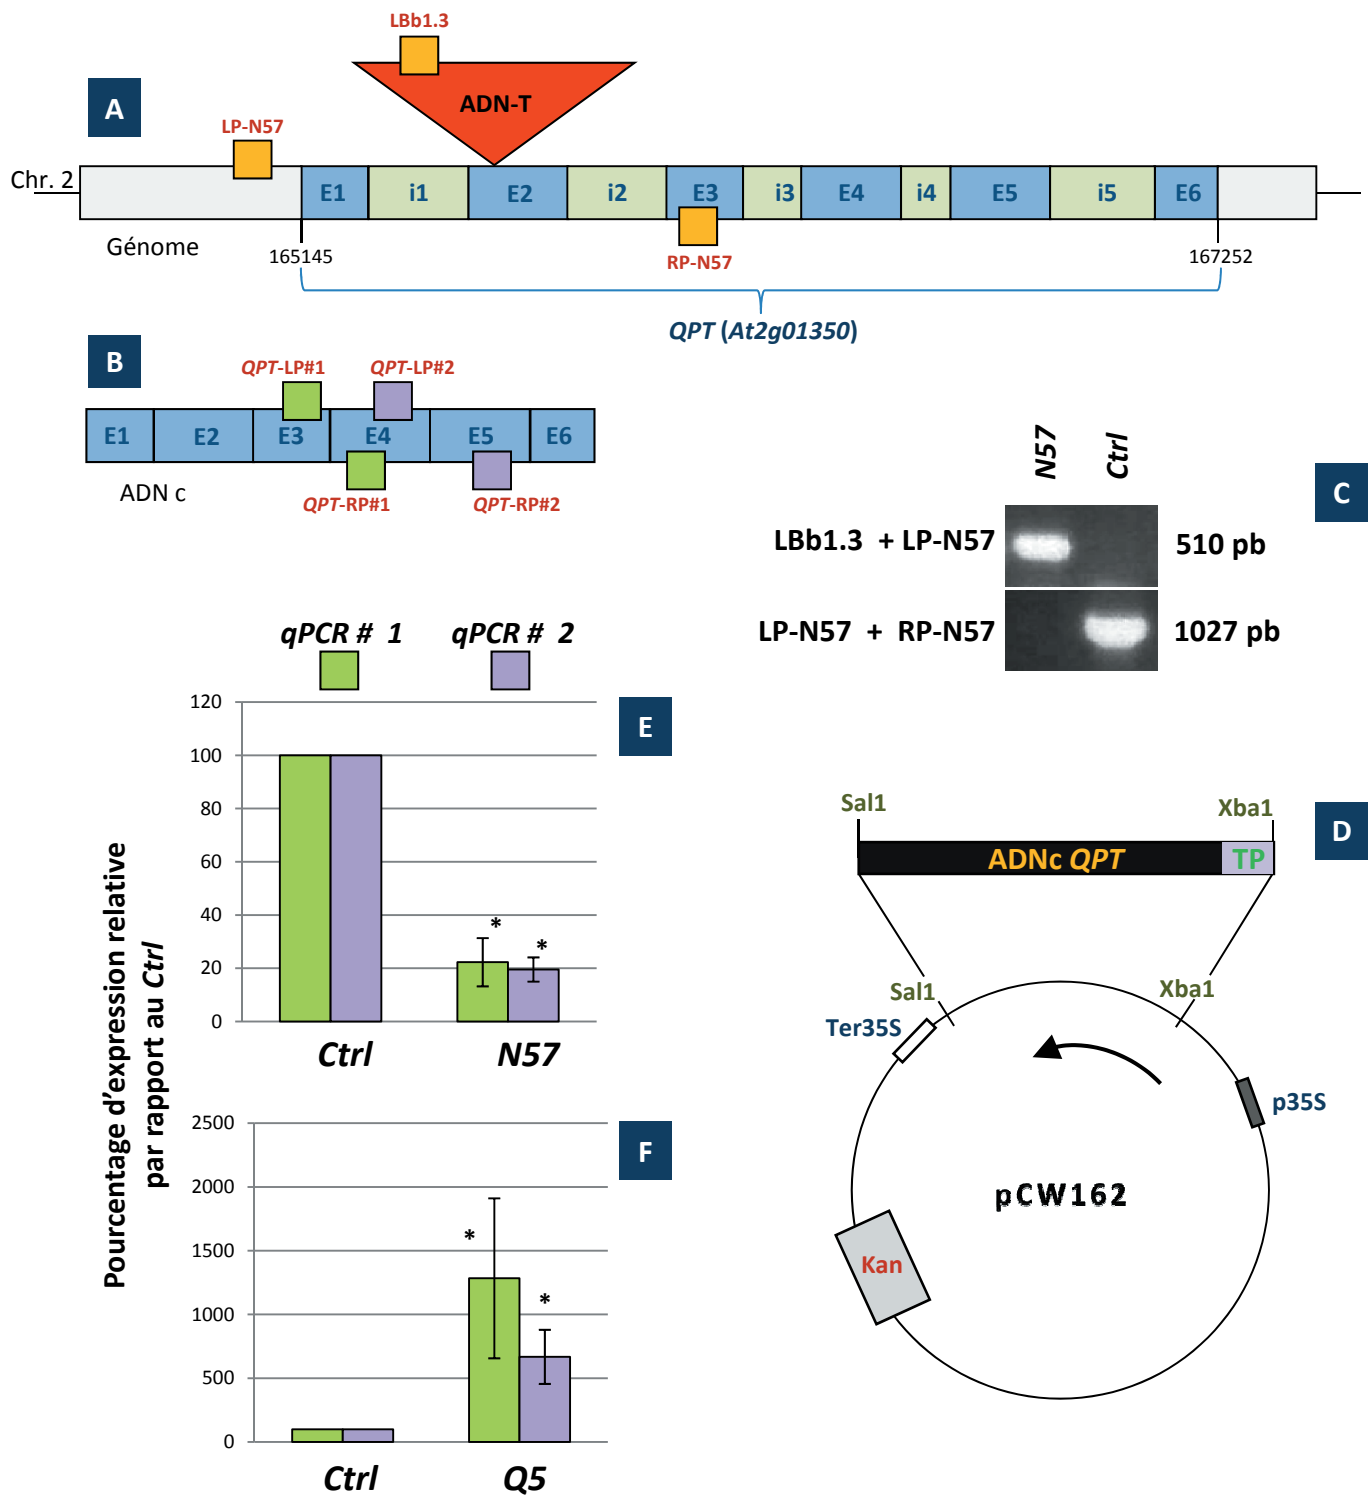 LBb1.3
A
ADN-T
LP-N57
Chr. 2
E1 i1 E2 i2 E3 i3 E4 i4 E5 i5 E6
Génome
165145
RP-N57
167252
QPT (At2g01350)
B
QPT-LP#1 QPT-LP#2
E1 E2 E3 E4 E5 E6
ADN c
QPT-RP#1 QPT-RP#2
N57 Ctrl
C
LBb1.3 + LP-N57 510 pb
LP-N57 + RP-N57 1027 pb
qPCR # 1 qPCR # 2
E
120
100
80
60
40
20
0
* *
Ctrl N57
Pourcentage d'expression relative
par rapport au Ctrl
F
2500
2000
1500
1000
500
0
* *
Ctrl Q5
D
Sal1 Xba1
ADNc QPT TP
Sal1 Xba1
Ter35S
p35S
pCW162
Kan